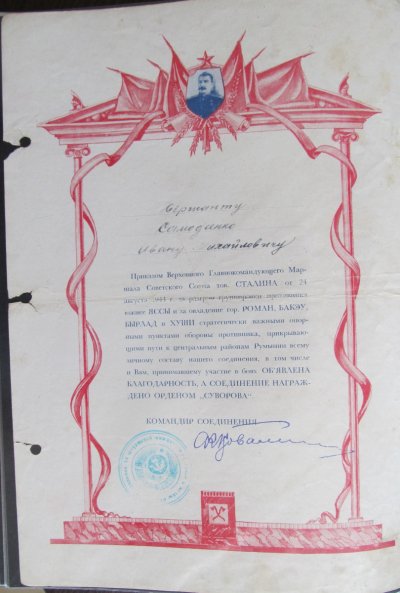 Сержанту
Самоданко
Ивану Михайловичу
Приказом Верховного Главнокомандующего Мар-
шала Советского Союза тов. СТАЛИНА от 24
августа 1944 г. за разгром группировки противника
южнее ЯССЫ и за овладение гор. РОМАН, БАКЭУ,
БЫРЛАД и ХУШИ стратегически важными опор-
ными пунктами обороны противника, прикрываю-
щими пути к центральным районам Румынии всему
личному составу нашего соединения, в том числе
и Вам, принимавшему участие в боях ОБ'ЯВЛЕНА
БЛАГОДАРНОСТЬ, А СОЕДИНЕНИЕ НАГРАЖ-
ДЕНО ОРДЕНОМ „СУВОРОВА".
КОМАНДИР СОЕДИНЕНИЯ